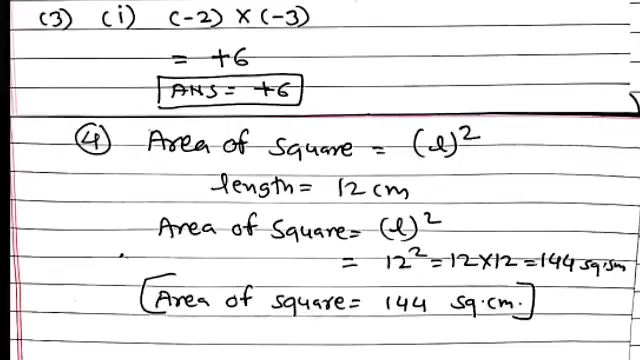 (3) (i) (-2) × (-3)
= +6
ANS = +6
(4) Area of square = (l)²
length = 12 cm
Area of square = (l)²
= 12² = 12 × 12 = 144 sq.sm
[Area of square = 144 sq.cm.]